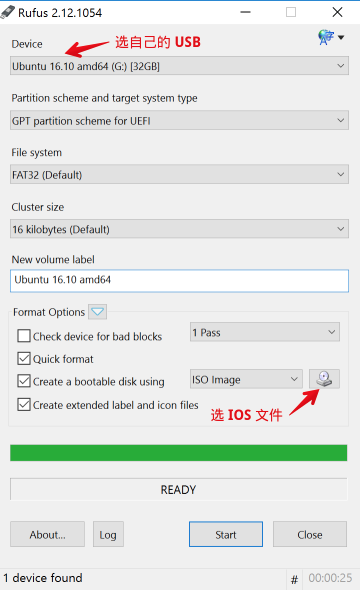 Rufus 2.12.1054
Device
选自己的 USB
Ubuntu 16.10 amd64 (G:) [32GB]
Partition scheme and target system type
GPT partition scheme for UEFI
File system
FAT32 (Default)
Cluster size
16 kilobytes (Default)
New volume label
Ubuntu 16.10 amd64
Format Options
Check device for bad blocks
1 Pass
Quick format
Create a bootable disk using
ISO Image
Create extended label and icon files
选 IOS 文件
READY
About...
Log
Start
Close
1 device found
#
00:00:25